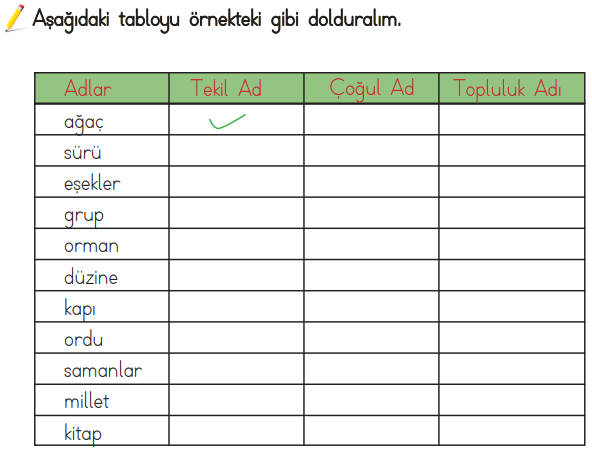 Aşağıdaki tabloyu örnekteki gibi dolduralım.
Adlar Tekil Ad Çoğul Ad Topluluk Adı
ağaç
sürü
eşekler
grup
orman
düzine
kapı
ordu
samanlar
millet
kitap